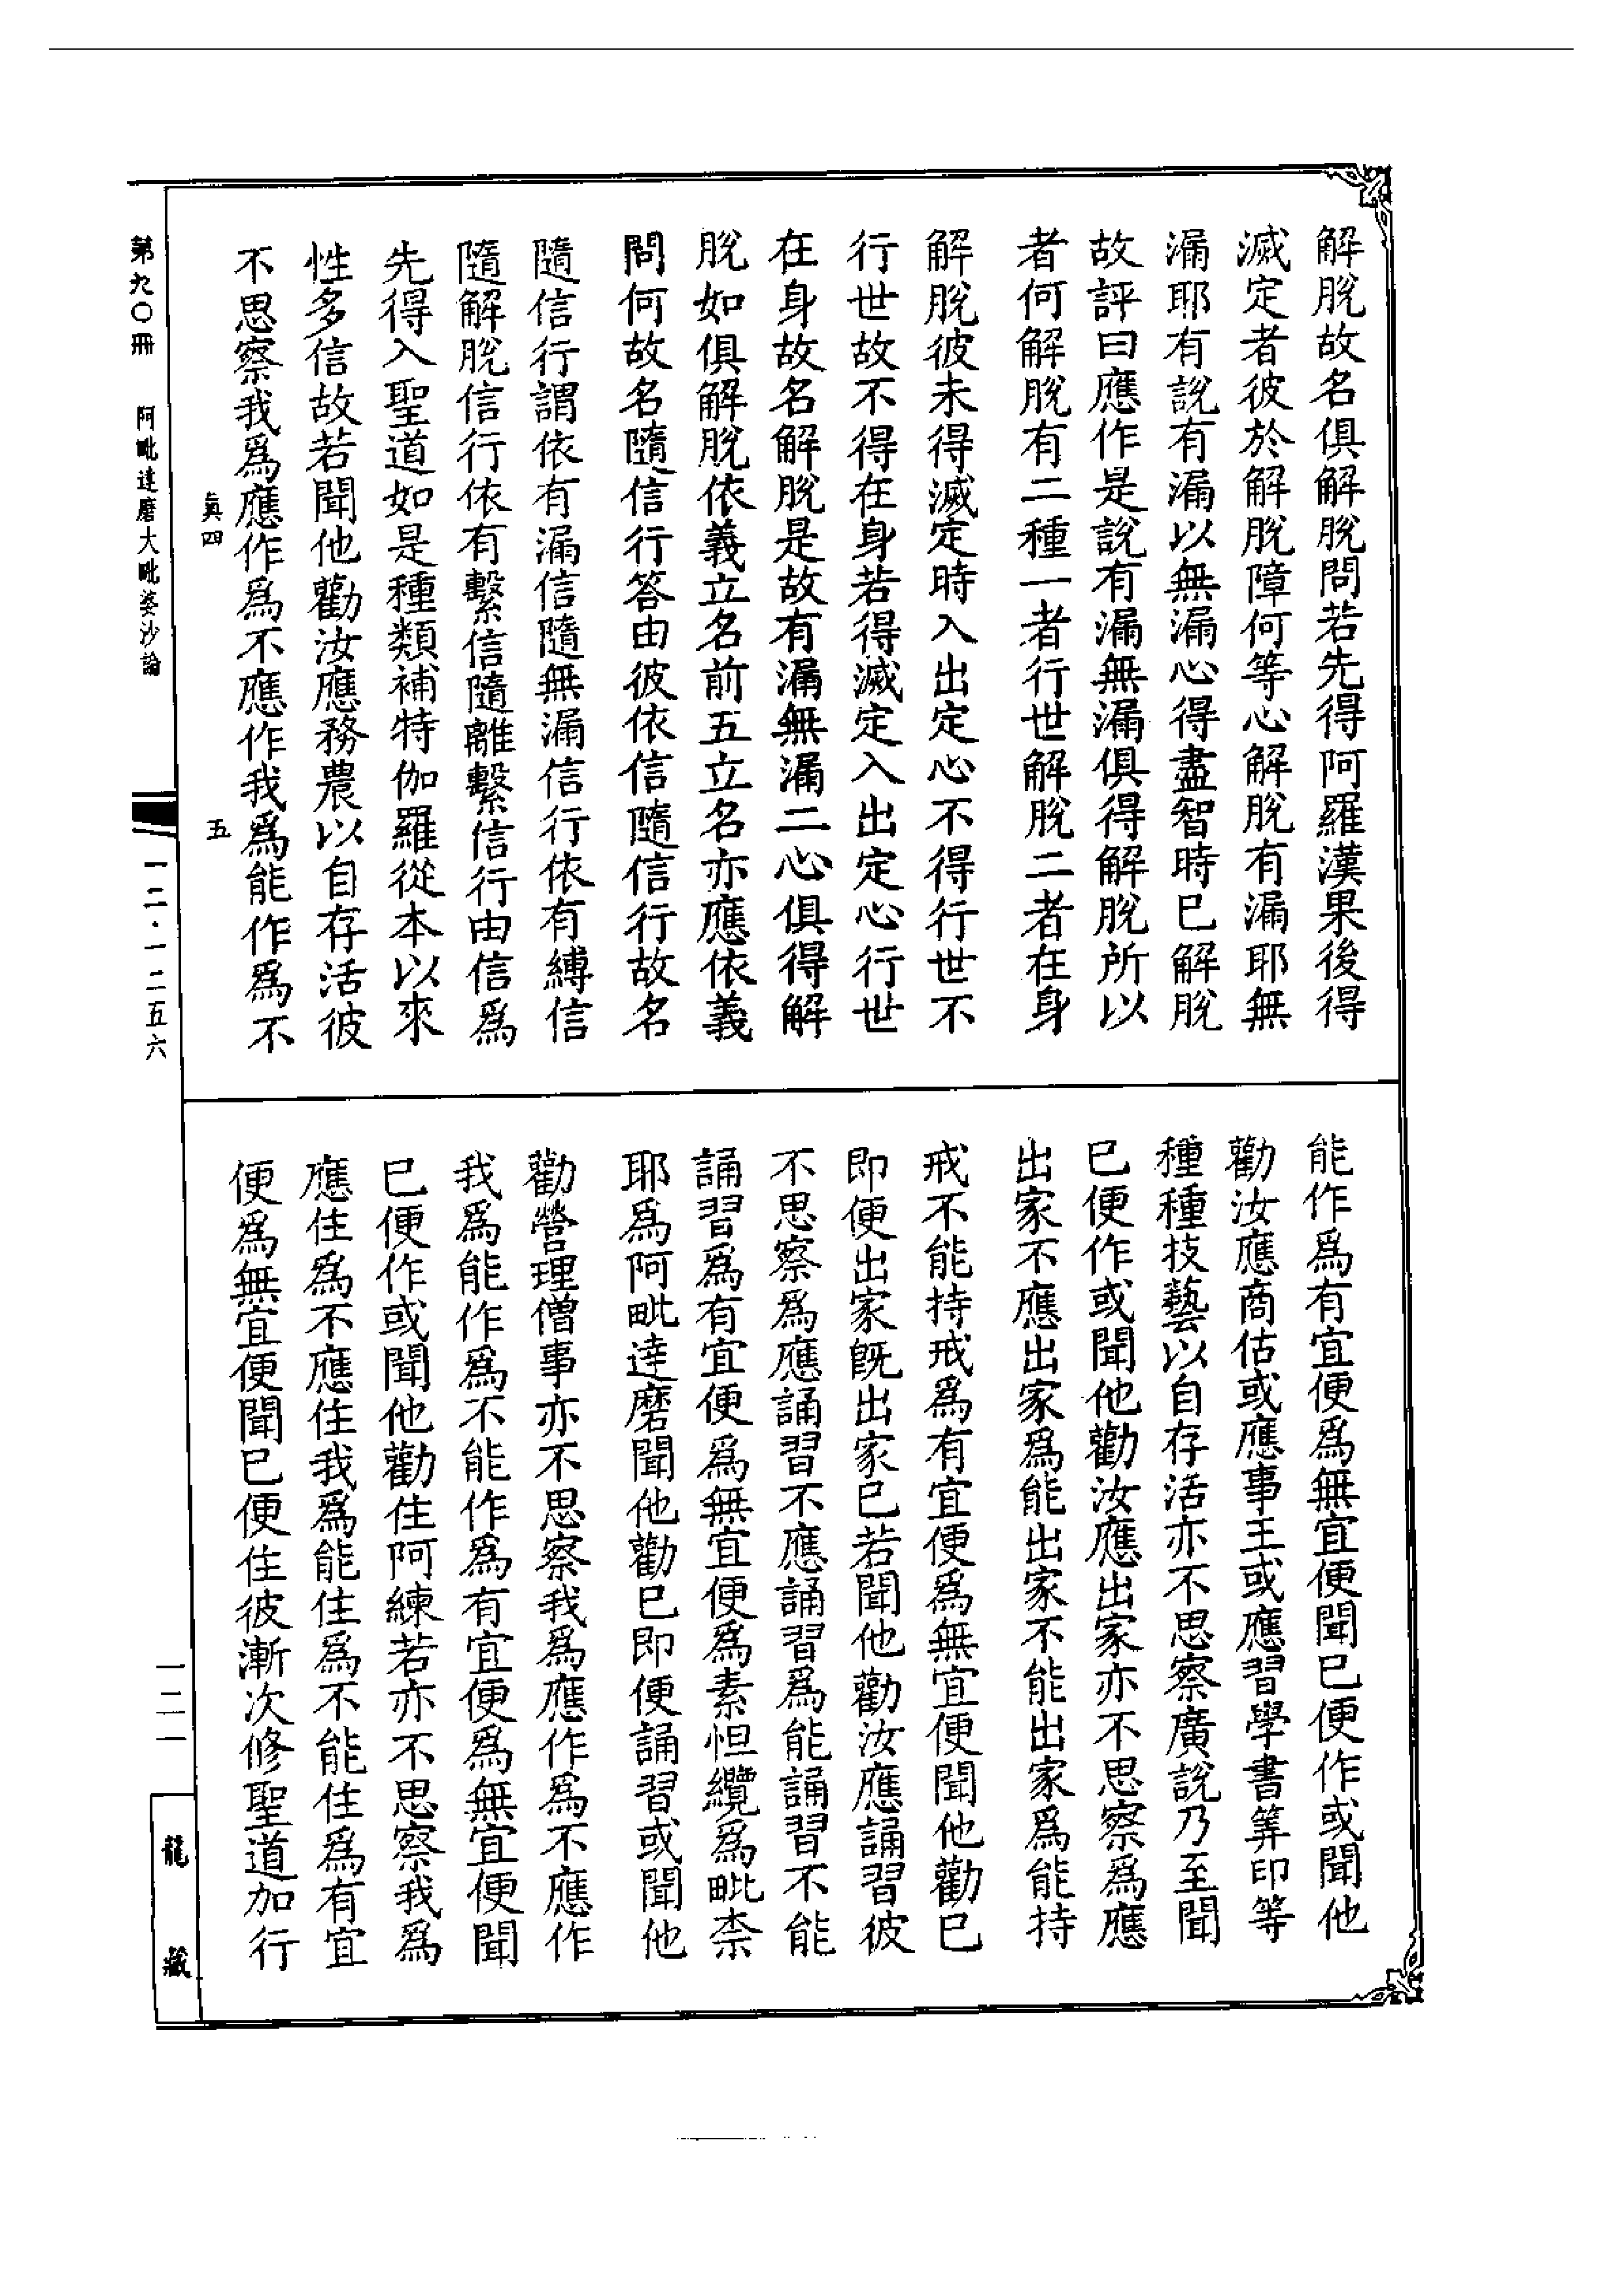 解脫故名俱解脫問若先得阿羅漢果後得
滅定者彼於解脫障何等心解脫有漏耶無
漏耶有說有漏以無漏心得盡智時已解脫
故評曰應作是說有漏無漏俱得解脫所以
者何解脫有二種一者行世解脫二者在身
解脫彼未得滅定時入出定心不得行世不
行世故不得在身若得滅定入出定心行世
在身故名解脫是故有漏無漏二心俱得解
脫如俱解脫依義立名前五立名亦應依義
問何故名隨信行答由彼依信隨信行故名
隨信行謂依有漏信隨無漏信行依有縛信
隨解脫信行依有繫信隨離繫信行由信爲
先得入聖道如是種類補特伽羅從本以來
性多信故若聞他勸汝應務農以自存活彼
不思察我爲應作爲不應作我爲能作爲不
能作爲有宜便爲無宜便聞已便作或聞他
勸汝應商估或應事王或應習學書筭印等
種種技藝以自存活亦不思察廣說乃至聞
已便作或聞他勸汝應出家亦不思察爲應
出家不應出家爲能出家不能出家爲能持
戒不能持戒爲有宜便爲無宜便聞他勸已
即便出家旣出家已若聞他勸汝應誦習彼
不思察爲應誦習不應誦習爲能誦習不能
誦習爲有宜便爲無宜便爲素怛纜爲毗柰
耶爲阿毗達磨聞他勸已即便誦習或聞他
勸營理僧事亦不思察我爲應作爲不應作
我爲能作爲不能作爲有宜便爲無宜便聞
已便作或聞他勸住阿練若亦不思察我爲
應住爲不應住我爲能住爲不能住爲有宜
便爲無宜便聞已便住彼漸次修聖道加行
眞四
五
第九〇冊 阿毗達磨大毗婆沙論
一二·一二五六
一二一
龍藏